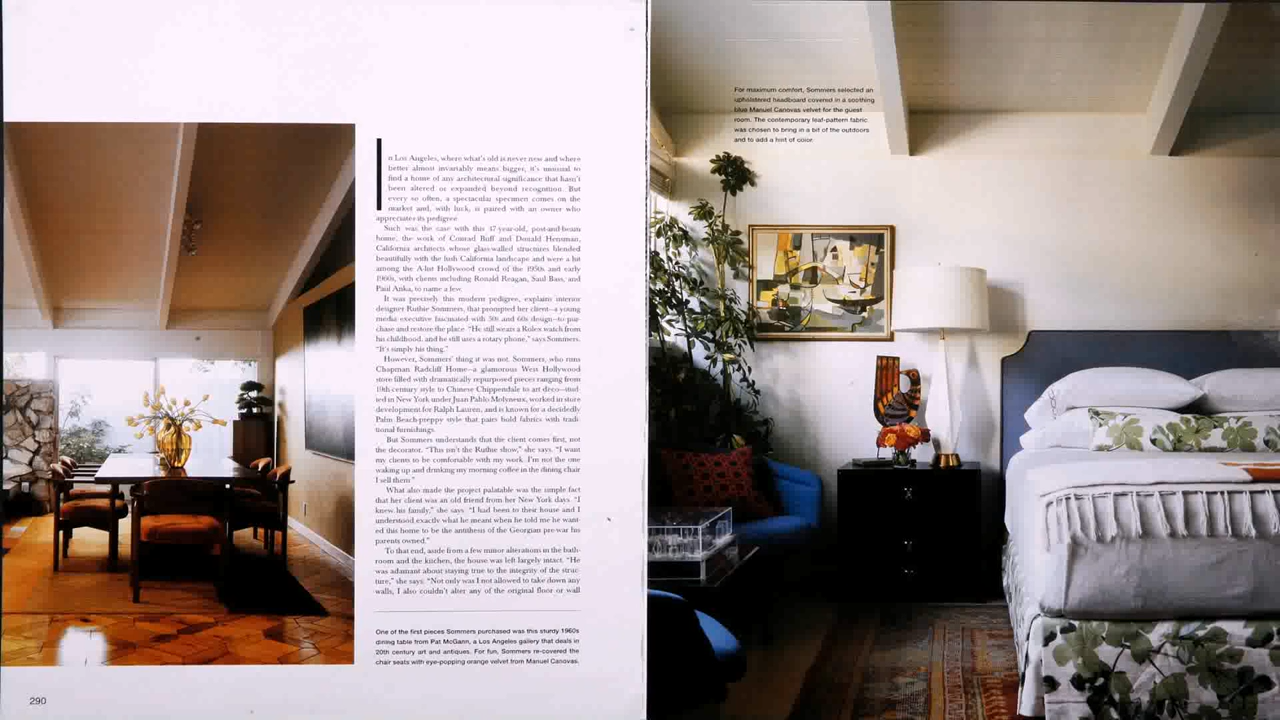 In Los Angeles, where what's old is never new and where
better almost invariably means bigger, it's unusual to
find a home of any architectural significance that hasn't
been altered or expanded beyond recognition. But
every so often, a spectacular specimen comes on the
market and, with luck, is paired with an owner who
appreciates its pedigree.
Such was the case with this 47-year-old, post-and-beam
home, the work of Conrad Buff and Donald Hensman,
California architects whose glass-walled structures blended
beautifully with the lush California landscape and were a hit
among the A-list Hollywood crowd of the 1950s and early
1960s, with clients including Ronald Reagan, Saul Bass, and
Paul Anka, to name a few.
It was precisely this modern pedigree, explains interior
designer Ruthie Sommers, that prompted her client—a young
media executive fascinated with 50s and 60s design—to pur-
chase and restore the place. "He still wears a Rolex watch from
his childhood, and he still uses a rotary phone," says Sommers.
"It's simply his thing."
However, Sommers' thing it was not. Sommers, who runs
Chapman Radcliff Home—a glamorous West Hollywood
store filled with dramatically repurposed pieces ranging from
19th century style to Chinese Chippendale to art deco—stud-
ied in New York under Juan Pablo Molyneux, worked in store
development for Ralph Lauren, and is known for a decidedly
Palm Beach-preppy style that pairs bold fabrics with tradi-
tional furnishings.
But Sommers understands that the client comes first, not
the decorator. "This isn't the Ruthie show," she says. "I want
my clients to be comfortable with my work. I'm not the one
waking up and drinking my morning coffee in the dining chair
I sell them."
What also made the project palatable was the simple fact
that her client was an old friend from her New York days. "I
knew his family," she says. "I had been to their house and I
understood exactly what he meant when he told me he want-
ed this home to be the antithesis of the Georgian pre-war his
parents owned."
To that end, aside from a few minor alterations in the bath-
room and the kitchen, the house was left largely intact. "He
was adamant about staying true to the integrity of the struc-
ture," she says. "Not only was I not allowed to take down any
walls, I also couldn't alter any of the original floor or wall
One of the first pieces Sommers purchased was this sturdy 1960s
dining table from Pat McGann, a Los Angeles gallery that deals in
20th century art and antiques. For fun, Sommers re-covered the
chair seats with eye-popping orange velvet from Manuel Canovas.
290
For maximum comfort, Sommers selected an
upholstered headboard covered in a soothing
blue Manuel Canovas velvet for the guest
room. The contemporary leaf-pattern fabric
was chosen to bring in a bit of the outdoors
and to add a hint of color.